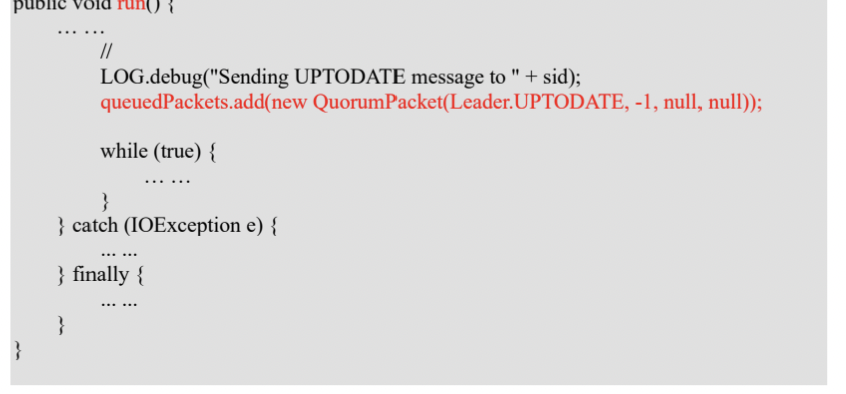 public void run() {
... ...
//
LOG.debug("Sending UPTODATE message to " + sid);
queuedPackets.add(new QuorumPacket(Leader.UPTODATE, -1, null, null));
while (true) {
... ...
}
} catch (IOException e) {
... ...
} finally {
... ...
}
}